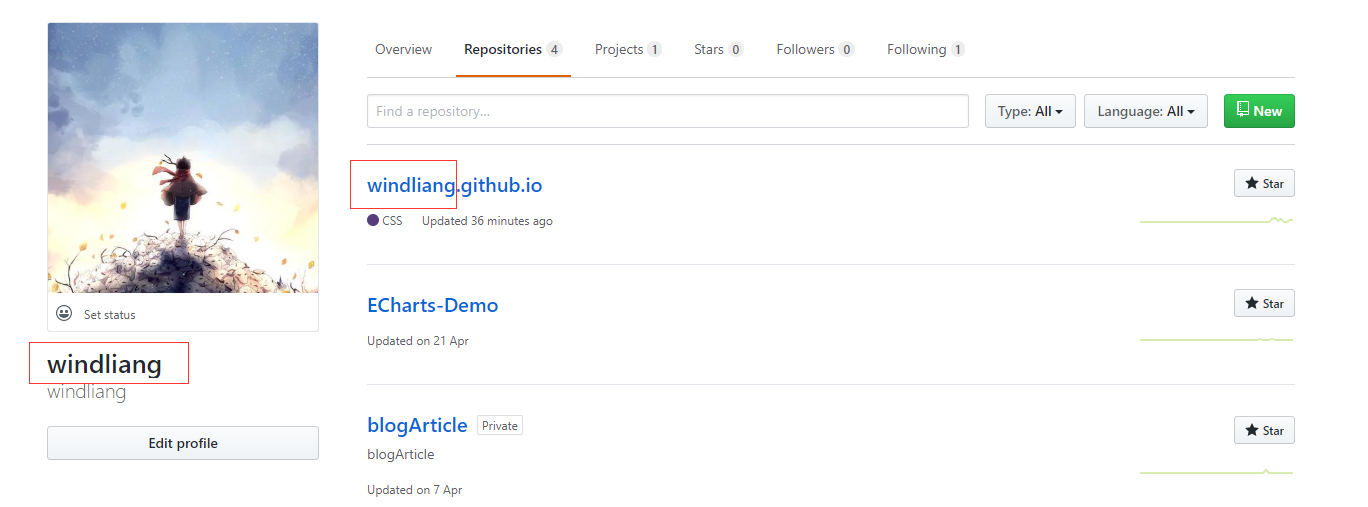 Overview Repositories 4 Projects 1 Stars 0 Followers 0 Following 1
Find a repository... Type: All Language: All New
windliang.github.io Star
CSS Updated 36 minutes ago
ECharts-Demo Star
Updated on 21 Apr
blogArticle Private Star
blogArticle
Updated on 7 Apr
Set status
windliang
windliang
Edit profile